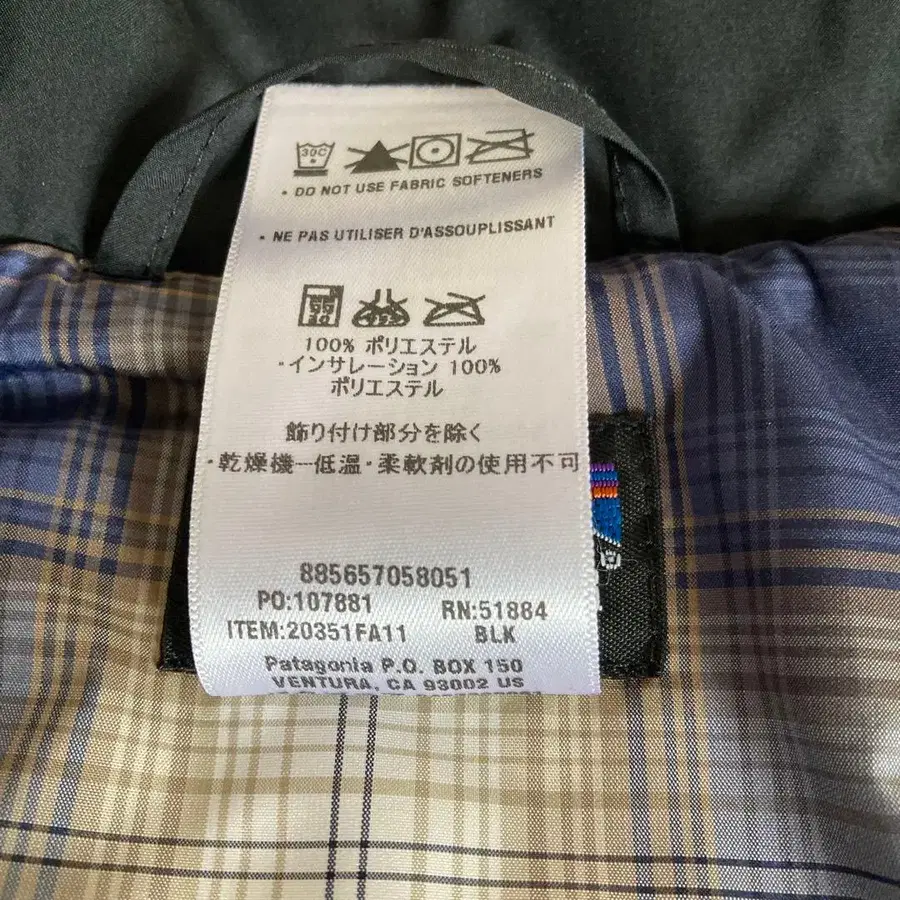 30C
• DO NOT USE FABRIC SOFTENERS
• NE PAS UTILISER D'ASSOUPLISSANT
100% ポリエステル
・インサレーション 100%
ポリエステル
飾り付け部分を除く
・乾燥機ー低温・柔軟剤の使用不可
885657058051
PO:107881 RN:51884
ITEM:20351FA11 BLK
Patagonia P.O. BOX 150
VENTURA, CA 93002 US